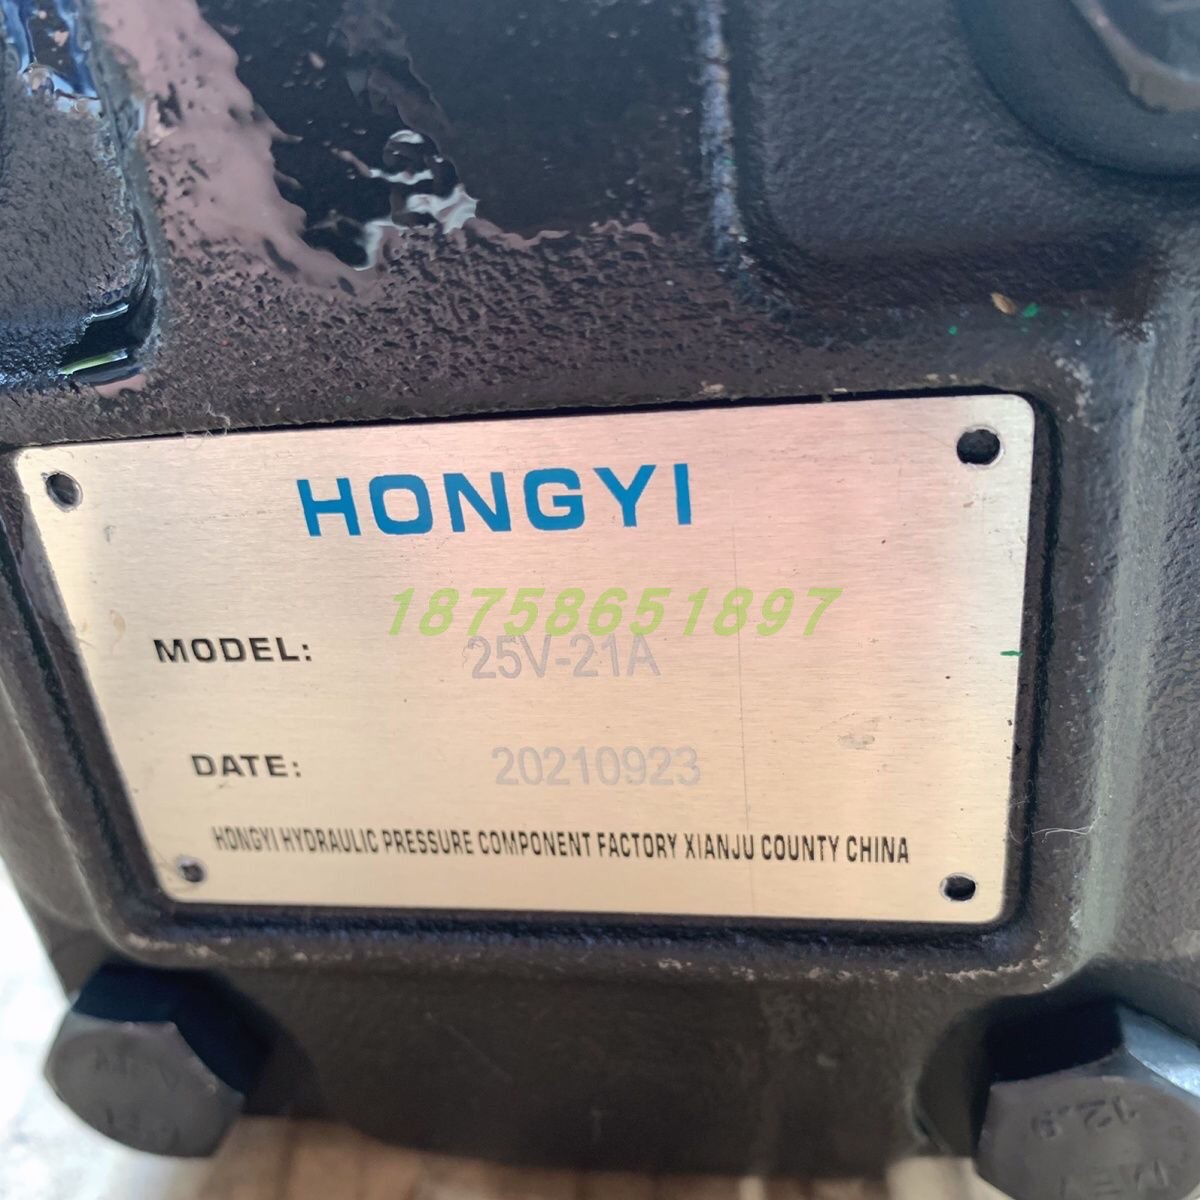 HONGYI
18758651897
MODEL: 25V-21A
DATE: 20210923
HONGYI HYDRAULIC PRESSURE COMPONENT FACTORY XIANJU COUNTY CHINA
12.9